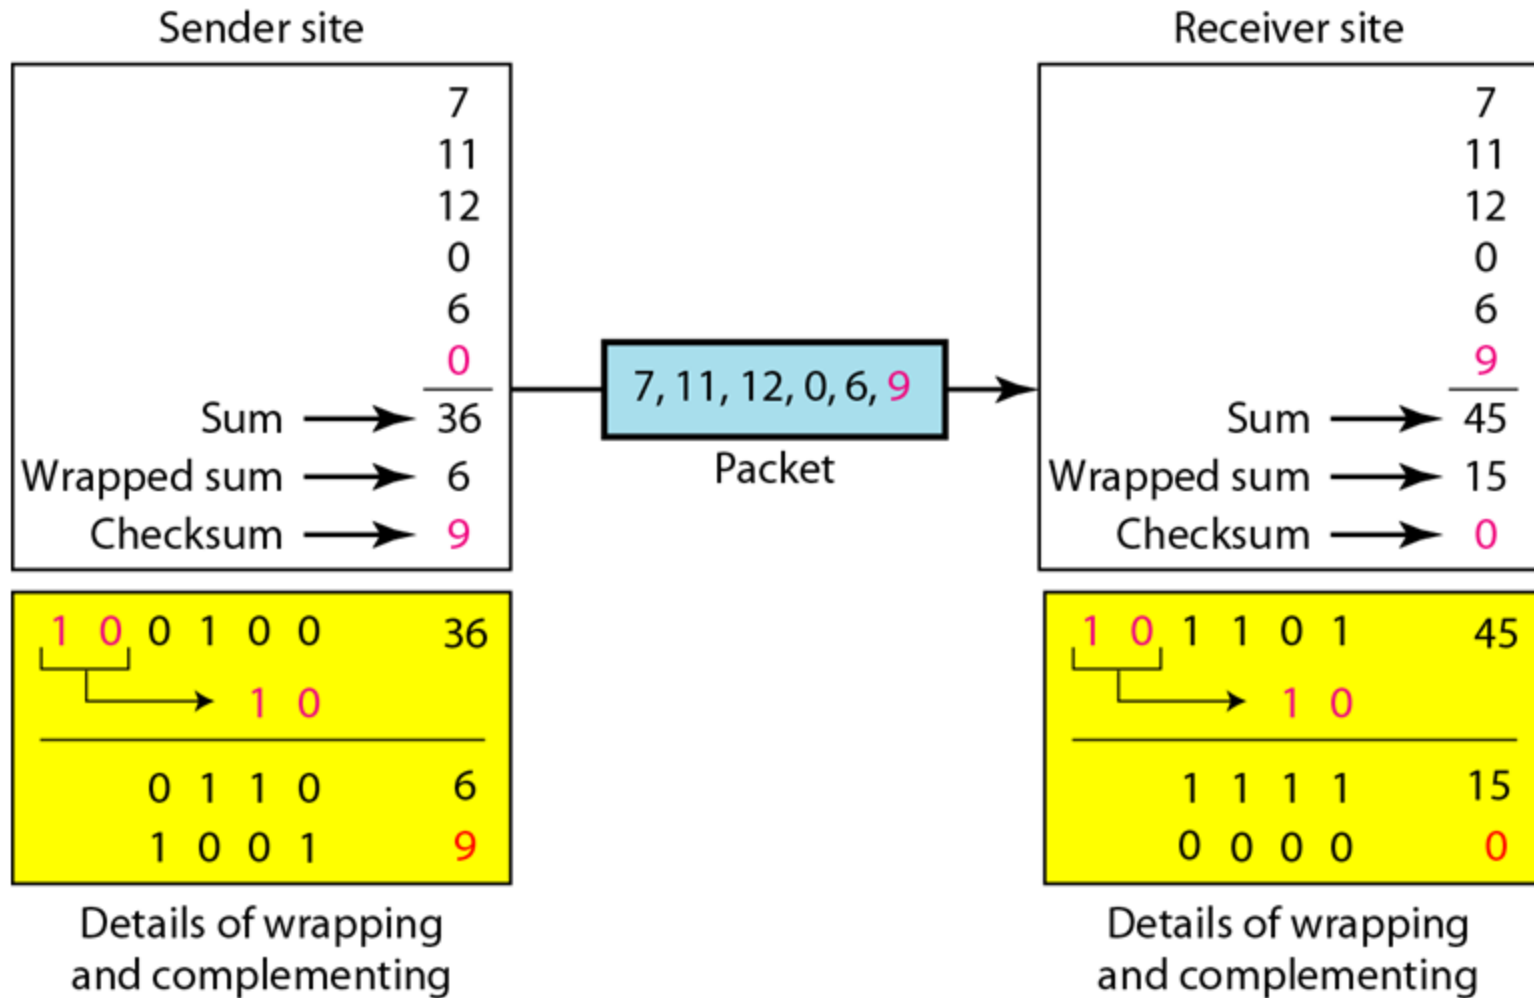 Sender site
7
11
12
0
6
0
Sum 36
Wrapped sum 6
Checksum 9
1 0 0 1 0 0 36
1 0
0 1 1 0 6
1 0 0 1 9
Details of wrapping
and complementing
7, 11, 12, 0, 6, 9
Packet
Receiver site
7
11
12
0
6
9
Sum 45
Wrapped sum 15
Checksum 0
1 0 1 1 0 1 45
1 0
1 1 1 1 15
0 0 0 0 0
Details of wrapping
and complementing